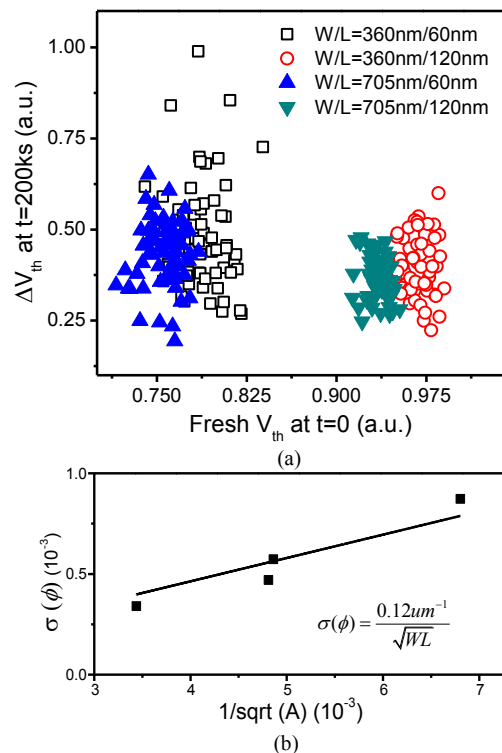 (a)
W/L=360nm/60nm
W/L=360nm/120nm
W/L=705nm/60nm
W/L=705nm/120nm
1.00
0.75
0.50
0.25
ΔVth at t=200ks (a.u.)
0.750 0.825 0.900 0.975
Fresh Vth at t=0 (a.u.)
(a)
1.0
0.5
0.0
σ (ϕ) (10⁻³)
σ(ϕ) = 0.12um⁻¹ / √WL
3 4 5 6 7
1/sqrt (A) (10⁻³)
(b)